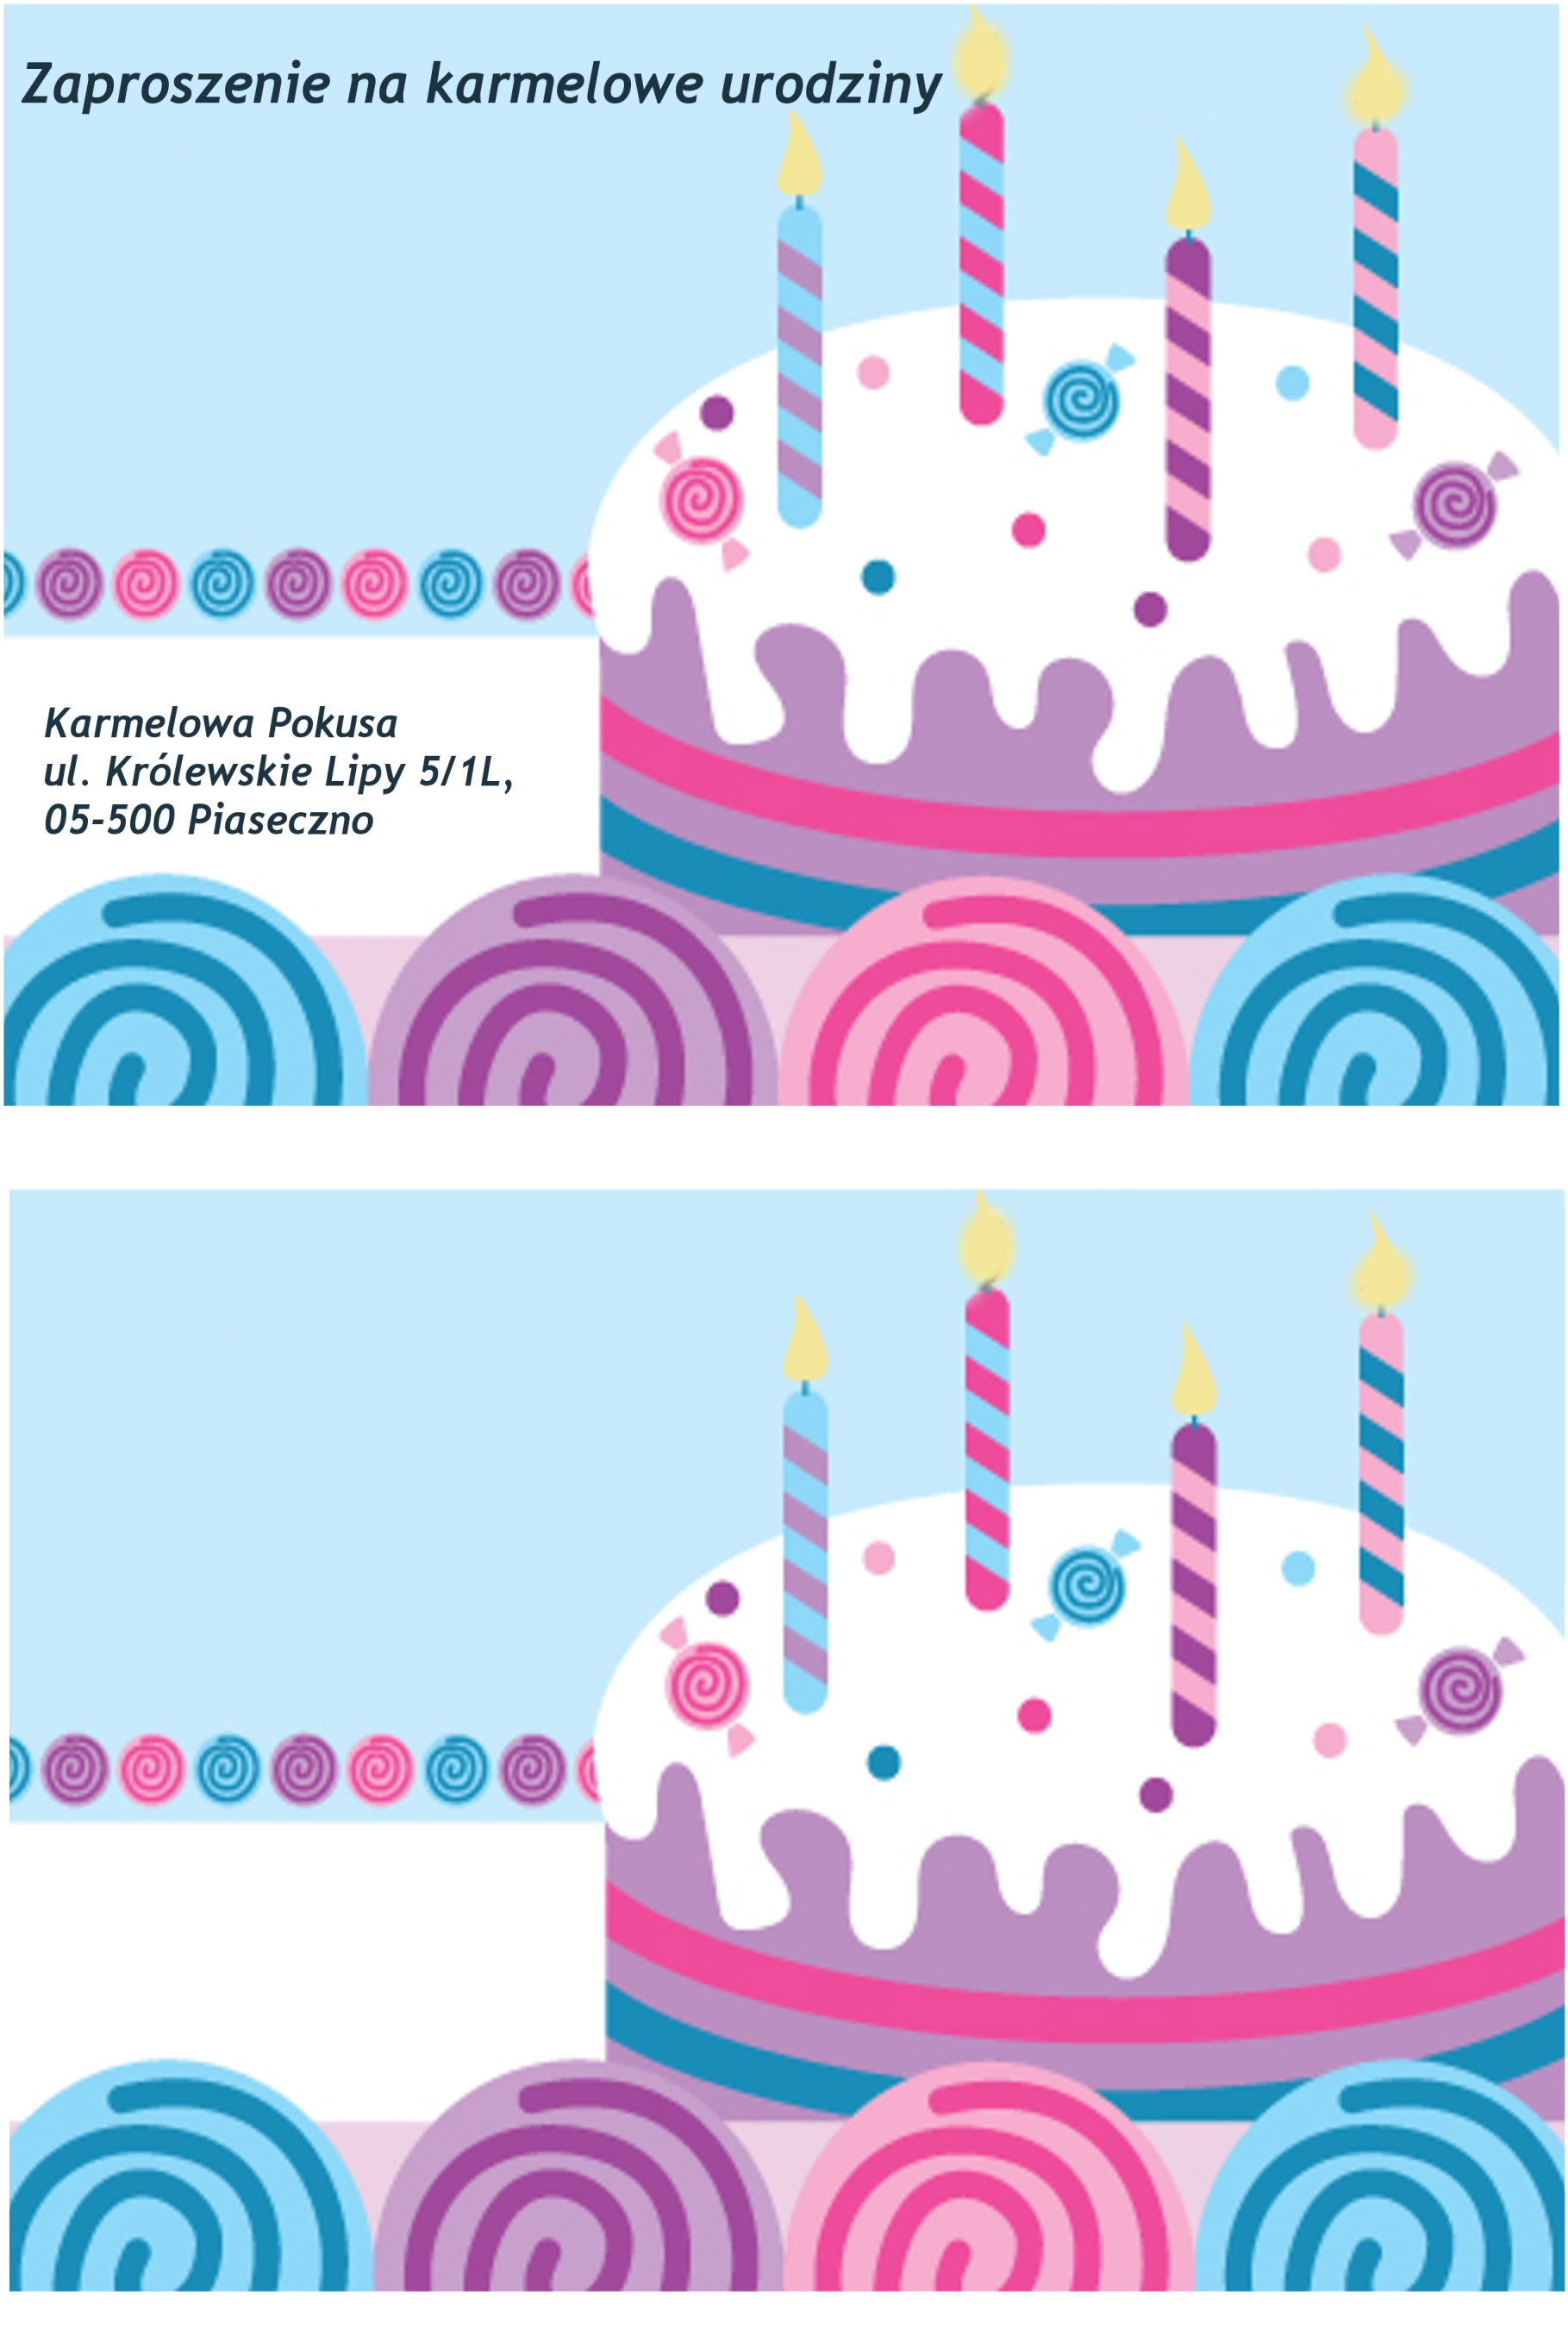 Zaproszenie na karmelowe urodziny
Karmelowa Pokusa
ul. Królewskie Lipy 5/1L,
05-500 Piaseczno